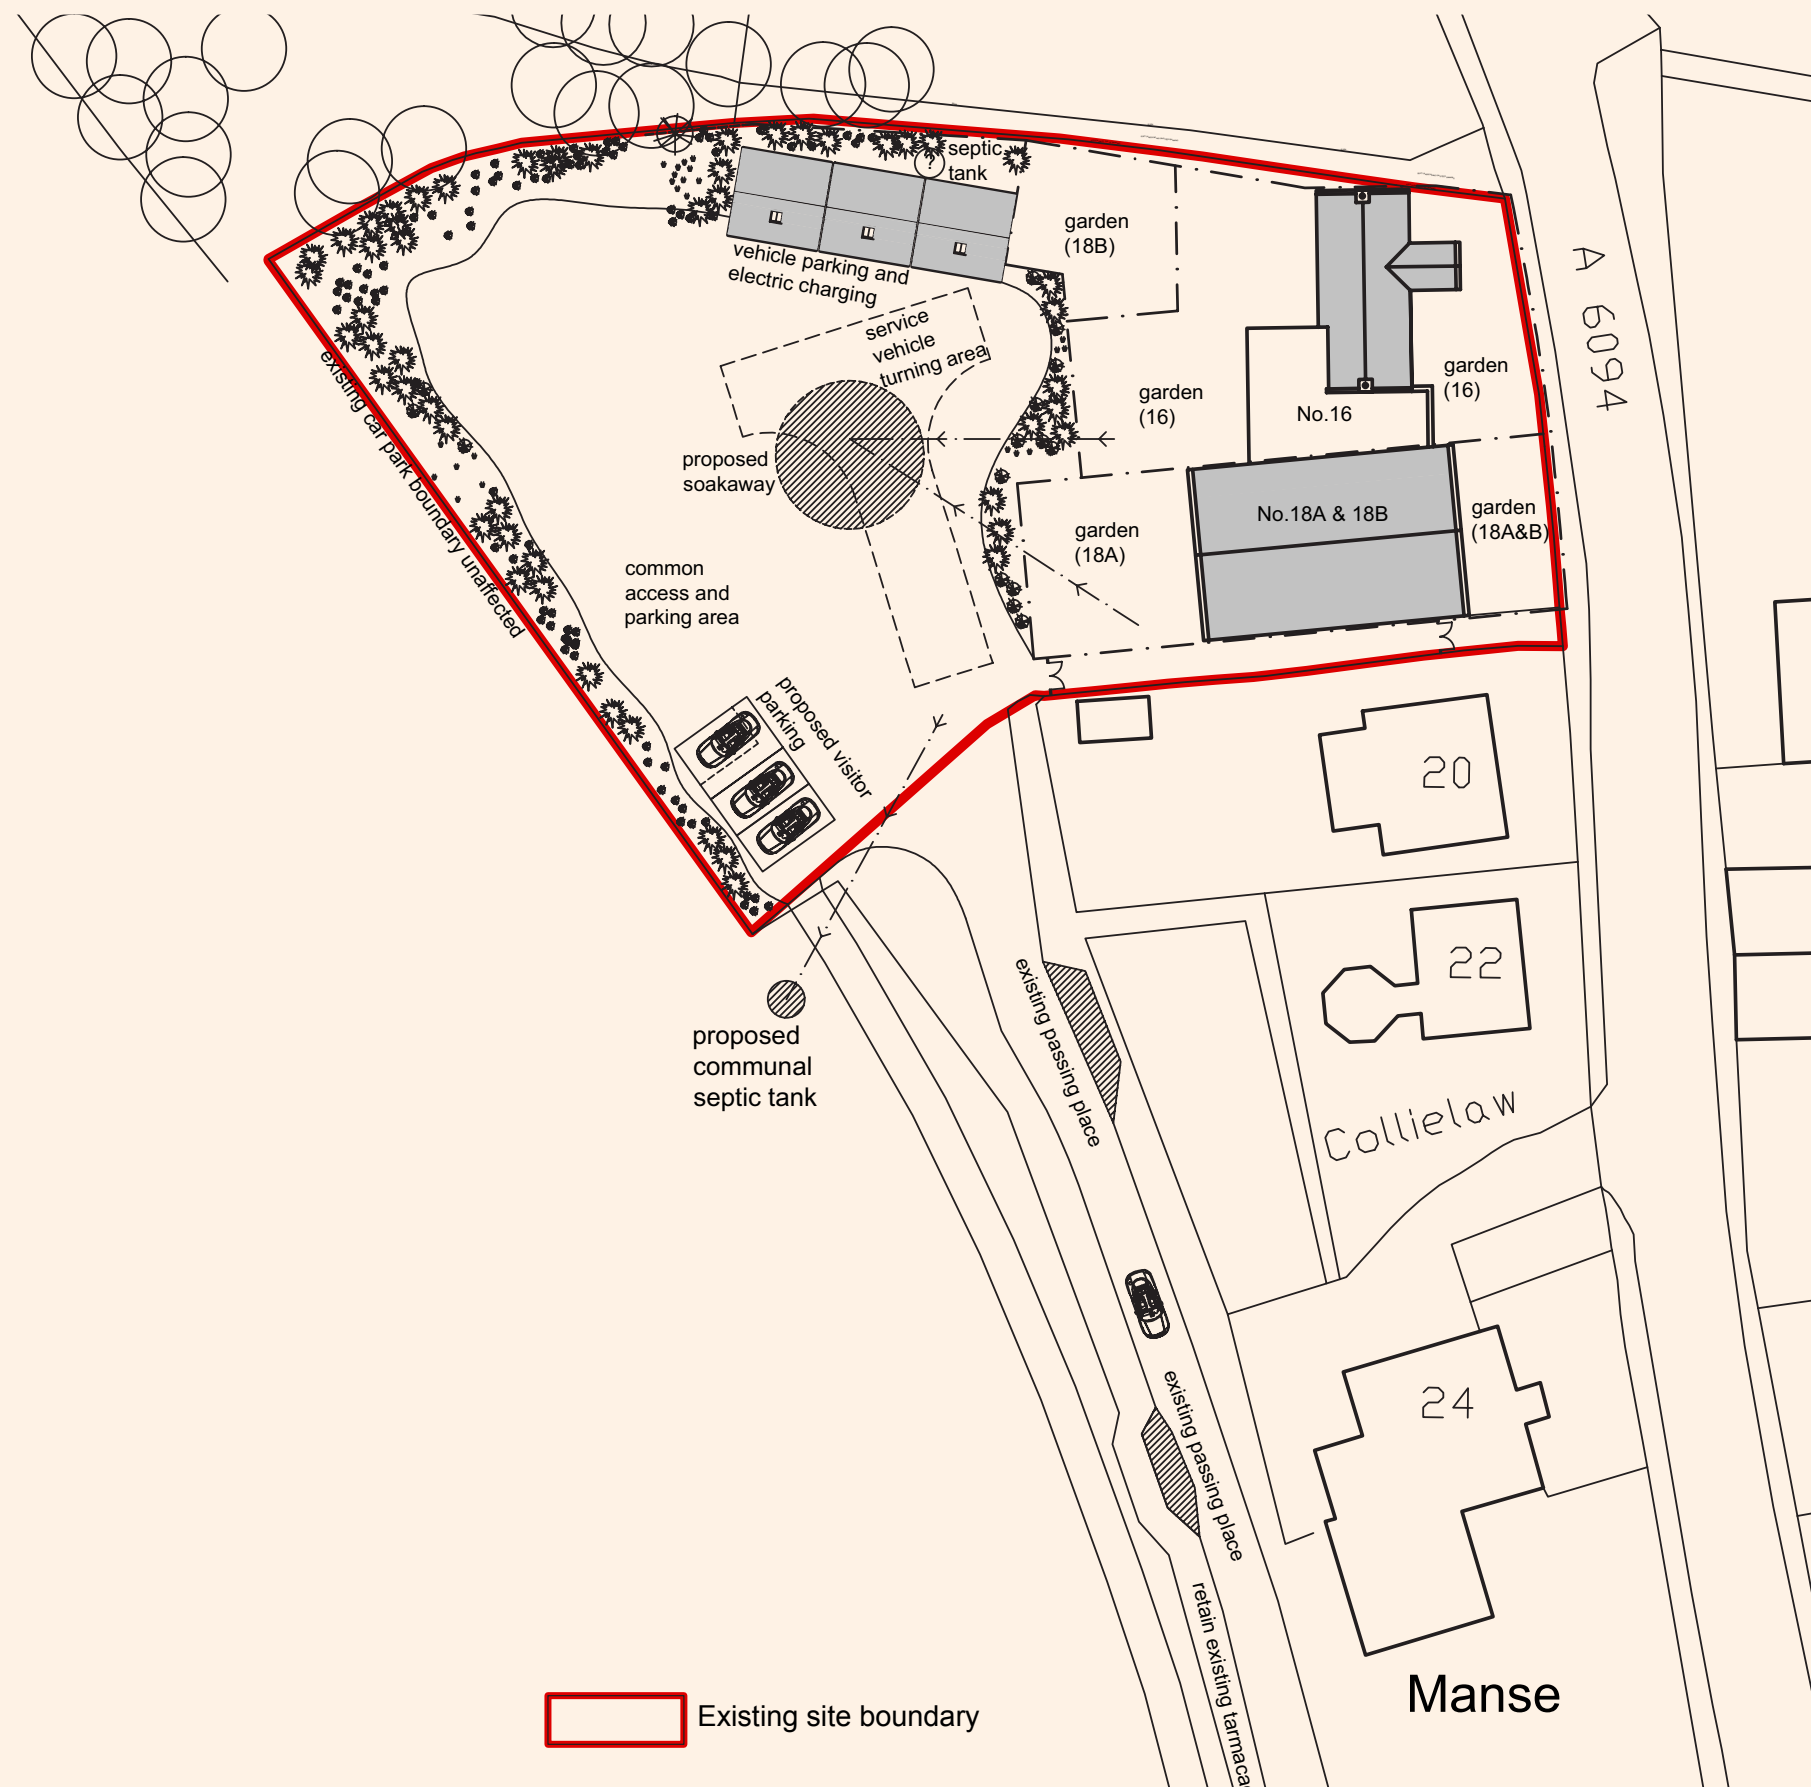 septic
tank
?
garden
(18B)
vehicle parking and
electric charging
A 6094
service
vehicle
turning area
existing car park boundary unaffected
garden
(16)
garden
(16)
No.16
proposed
soakaway
No.18A & 18B
garden
(18A&B)
garden
(18A)
common
access and
parking area
proposed visitor
parking
20
22
existing passing place
proposed
communal
septic tank
Collielaw
24
existing passing place
retain existing tarmaca
Manse
Existing site boundary